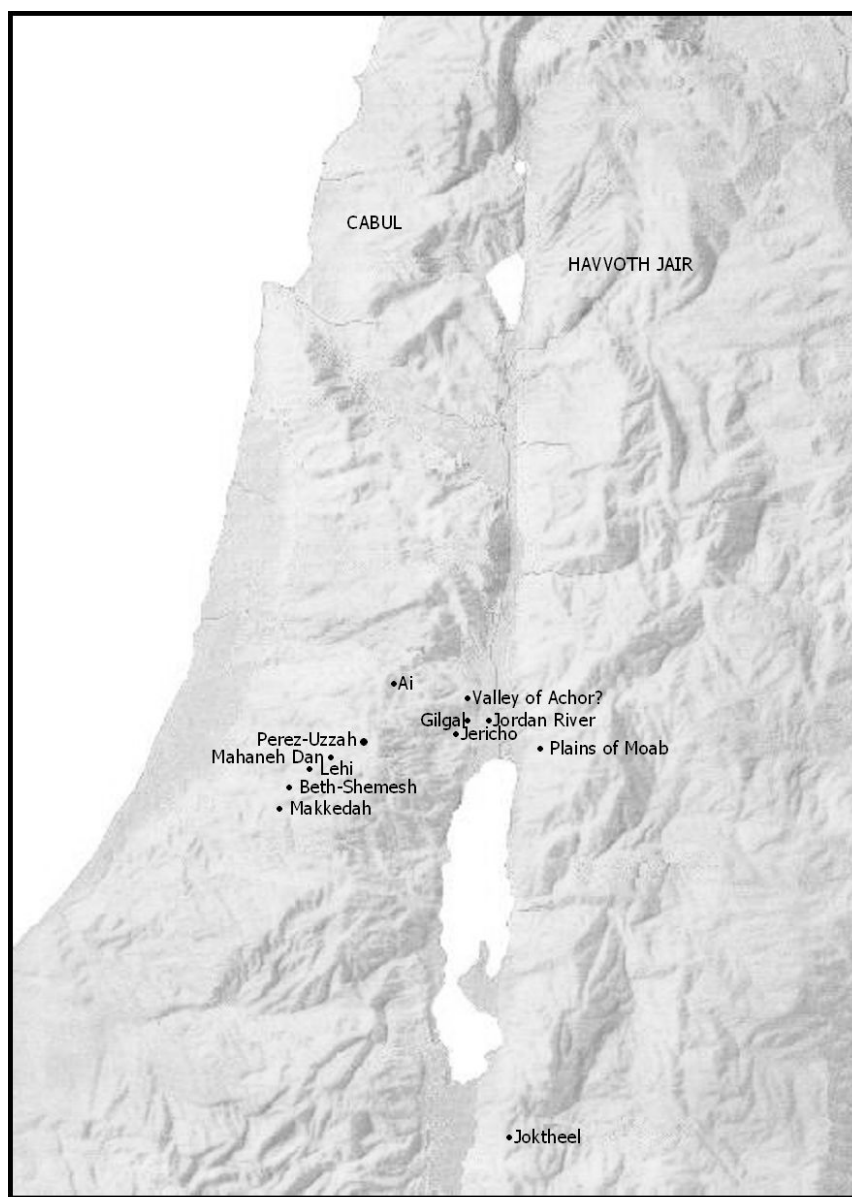 CABUL
HAVVOTH JAIR
Ai
Valley of Achor?
Gilgal
Jordan River
Jericho
Perez-Uzzah
Plains of Moab
Mahaneh Dan
Lehi
Beth-Shemesh
Makkedah
Joktheel